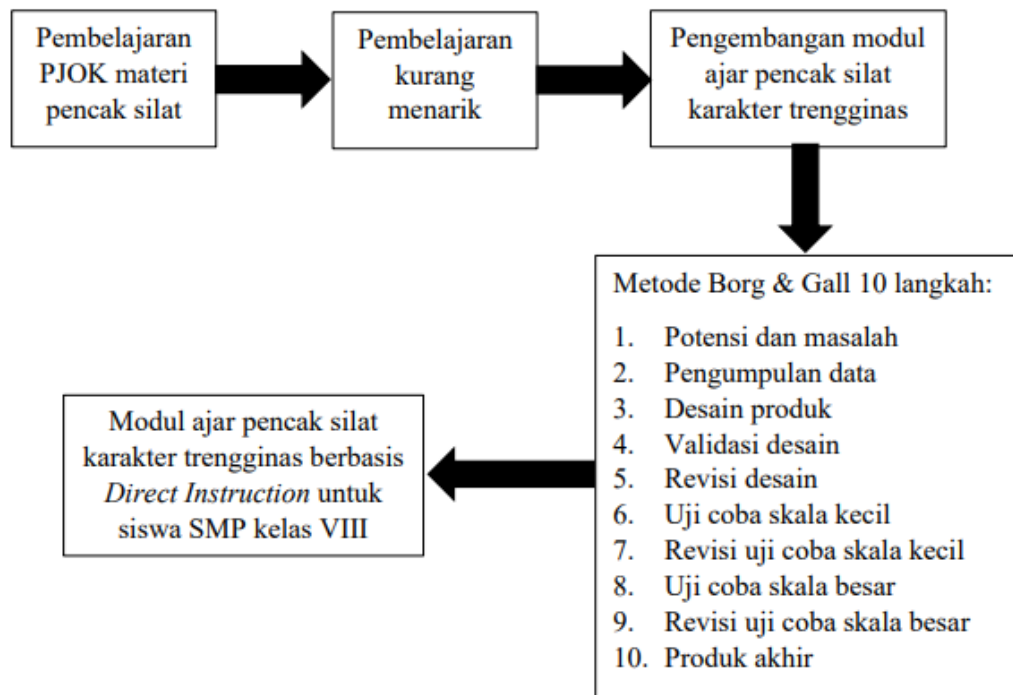 Pembelajaran
PJOK materi
pencak silat
Pembelajaran
kurang
menarik
Pengembangan modul
ajar pencak silat
karakter trengginas
Metode Borg & Gall 10 langkah:
1. Potensi dan masalah
2. Pengumpulan data
3. Desain produk
4. Validasi desain
5. Revisi desain
6. Uji coba skala kecil
7. Revisi uji coba skala kecil
8. Uji coba skala besar
9. Revisi uji coba skala besar
10. Produk akhir
Modul ajar pencak silat
karakter trengginas berbasis
Direct Instruction untuk
siswa SMP kelas VIII